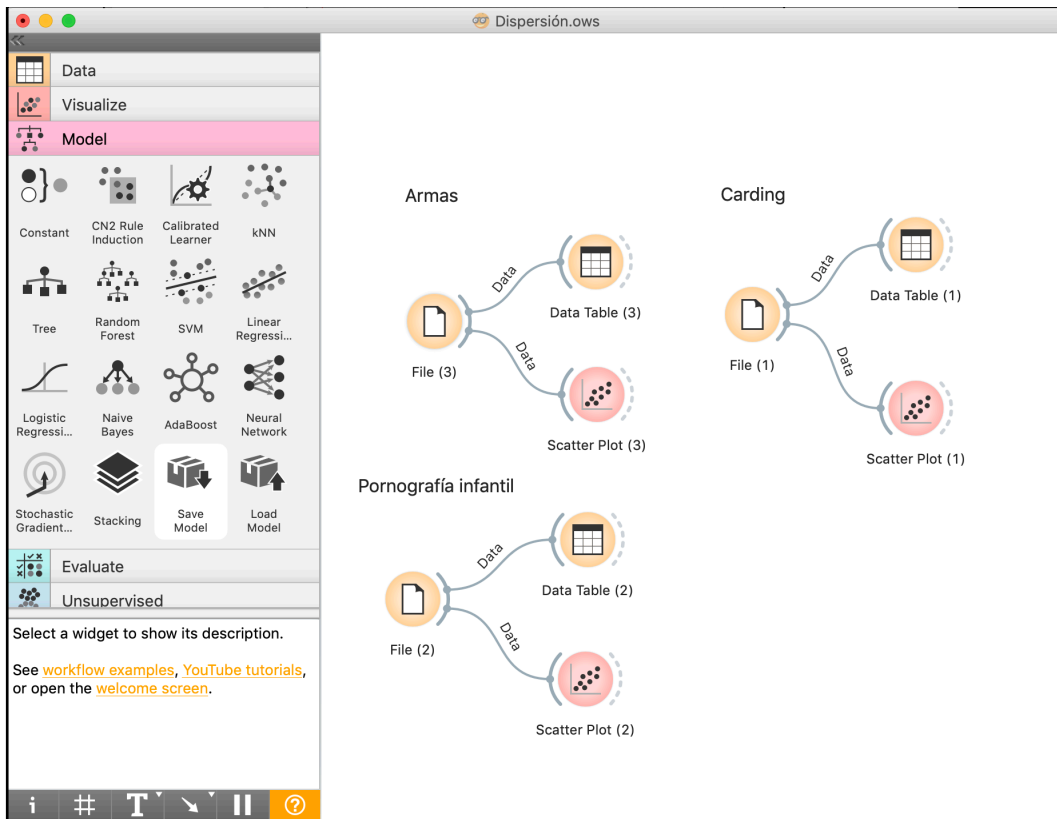 Dispersión.ows
Data
Visualize
Model
Constant
CN2 Rule
Induction
Calibrated
Learner
kNN
Tree
Random
Forest
SVM
Linear
Regressi...
Logistic
Regressi...
Naive
Bayes
AdaBoost
Neural
Network
Stochastic
Gradient...
Stacking
Save
Model
Load
Model
Evaluate
Unsupervised
Select a widget to show its description.
See workflow examples, YouTube tutorials,
or open the welcome screen.
Armas
Data
Data Table (3)
File (3)
Data
Scatter Plot (3)
Carding
Data
Data Table (1)
File (1)
Data
Scatter Plot (1)
Pornografía infantil
Data
Data Table (2)
File (2)
Data
Scatter Plot (2)
i # T ?